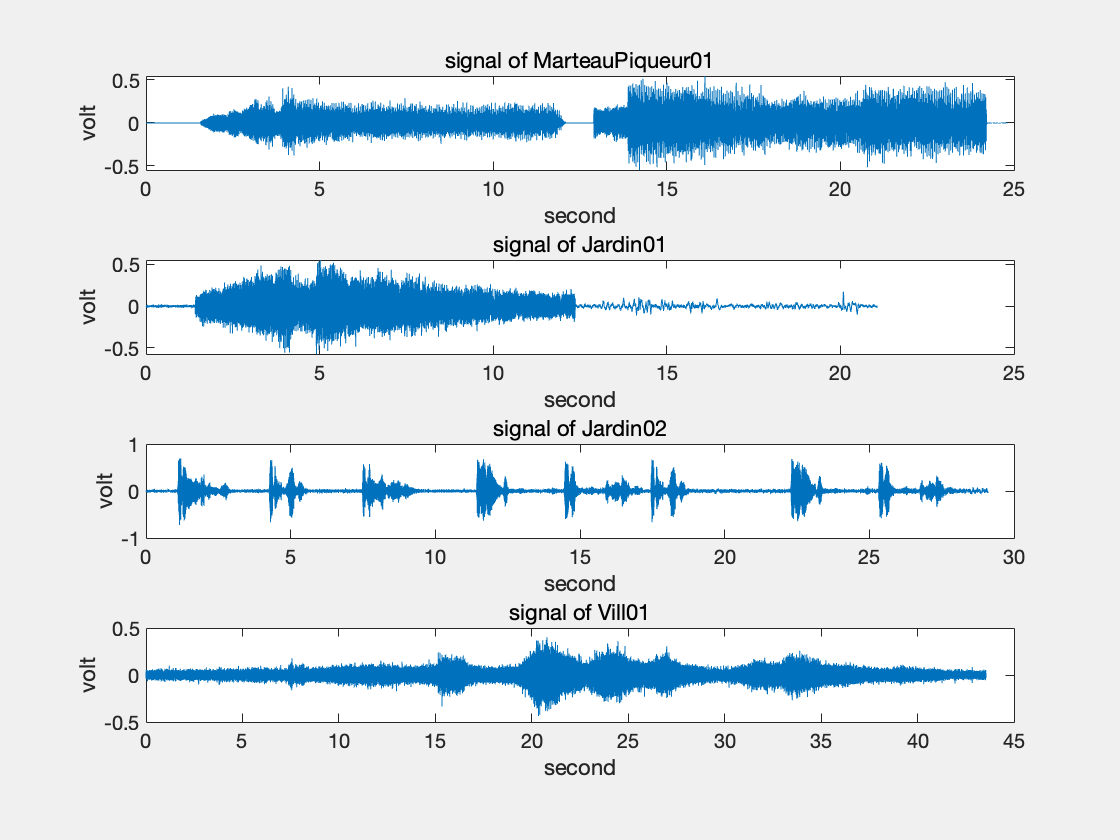 signal of MarteauPiqueur01
volt
0.5
0
-0.5
0 5 10 15 20 25
second
signal of Jardin01
volt
0.5
0
-0.5
0 5 10 15 20 25
second
signal of Jardin02
volt
1
0
-1
0 5 10 15 20 25 30
second
signal of Vill01
volt
0.5
0
-0.5
0 5 10 15 20 25 30 35 40 45
second